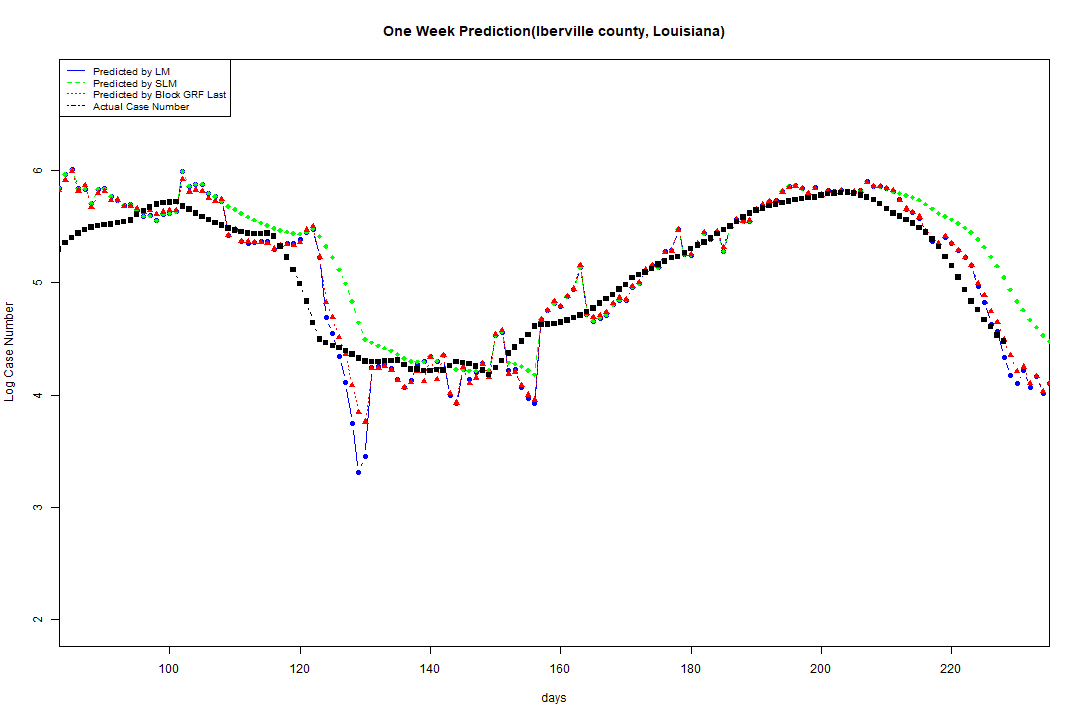 One Week Prediction(Iberville county, Louisiana)
Predicted by LM
Predicted by SLM
Predicted by Block GRF Last
Actual Case Number
6
5
4
3
2
Log Case Number
100 120 140 160 180 200 220
days